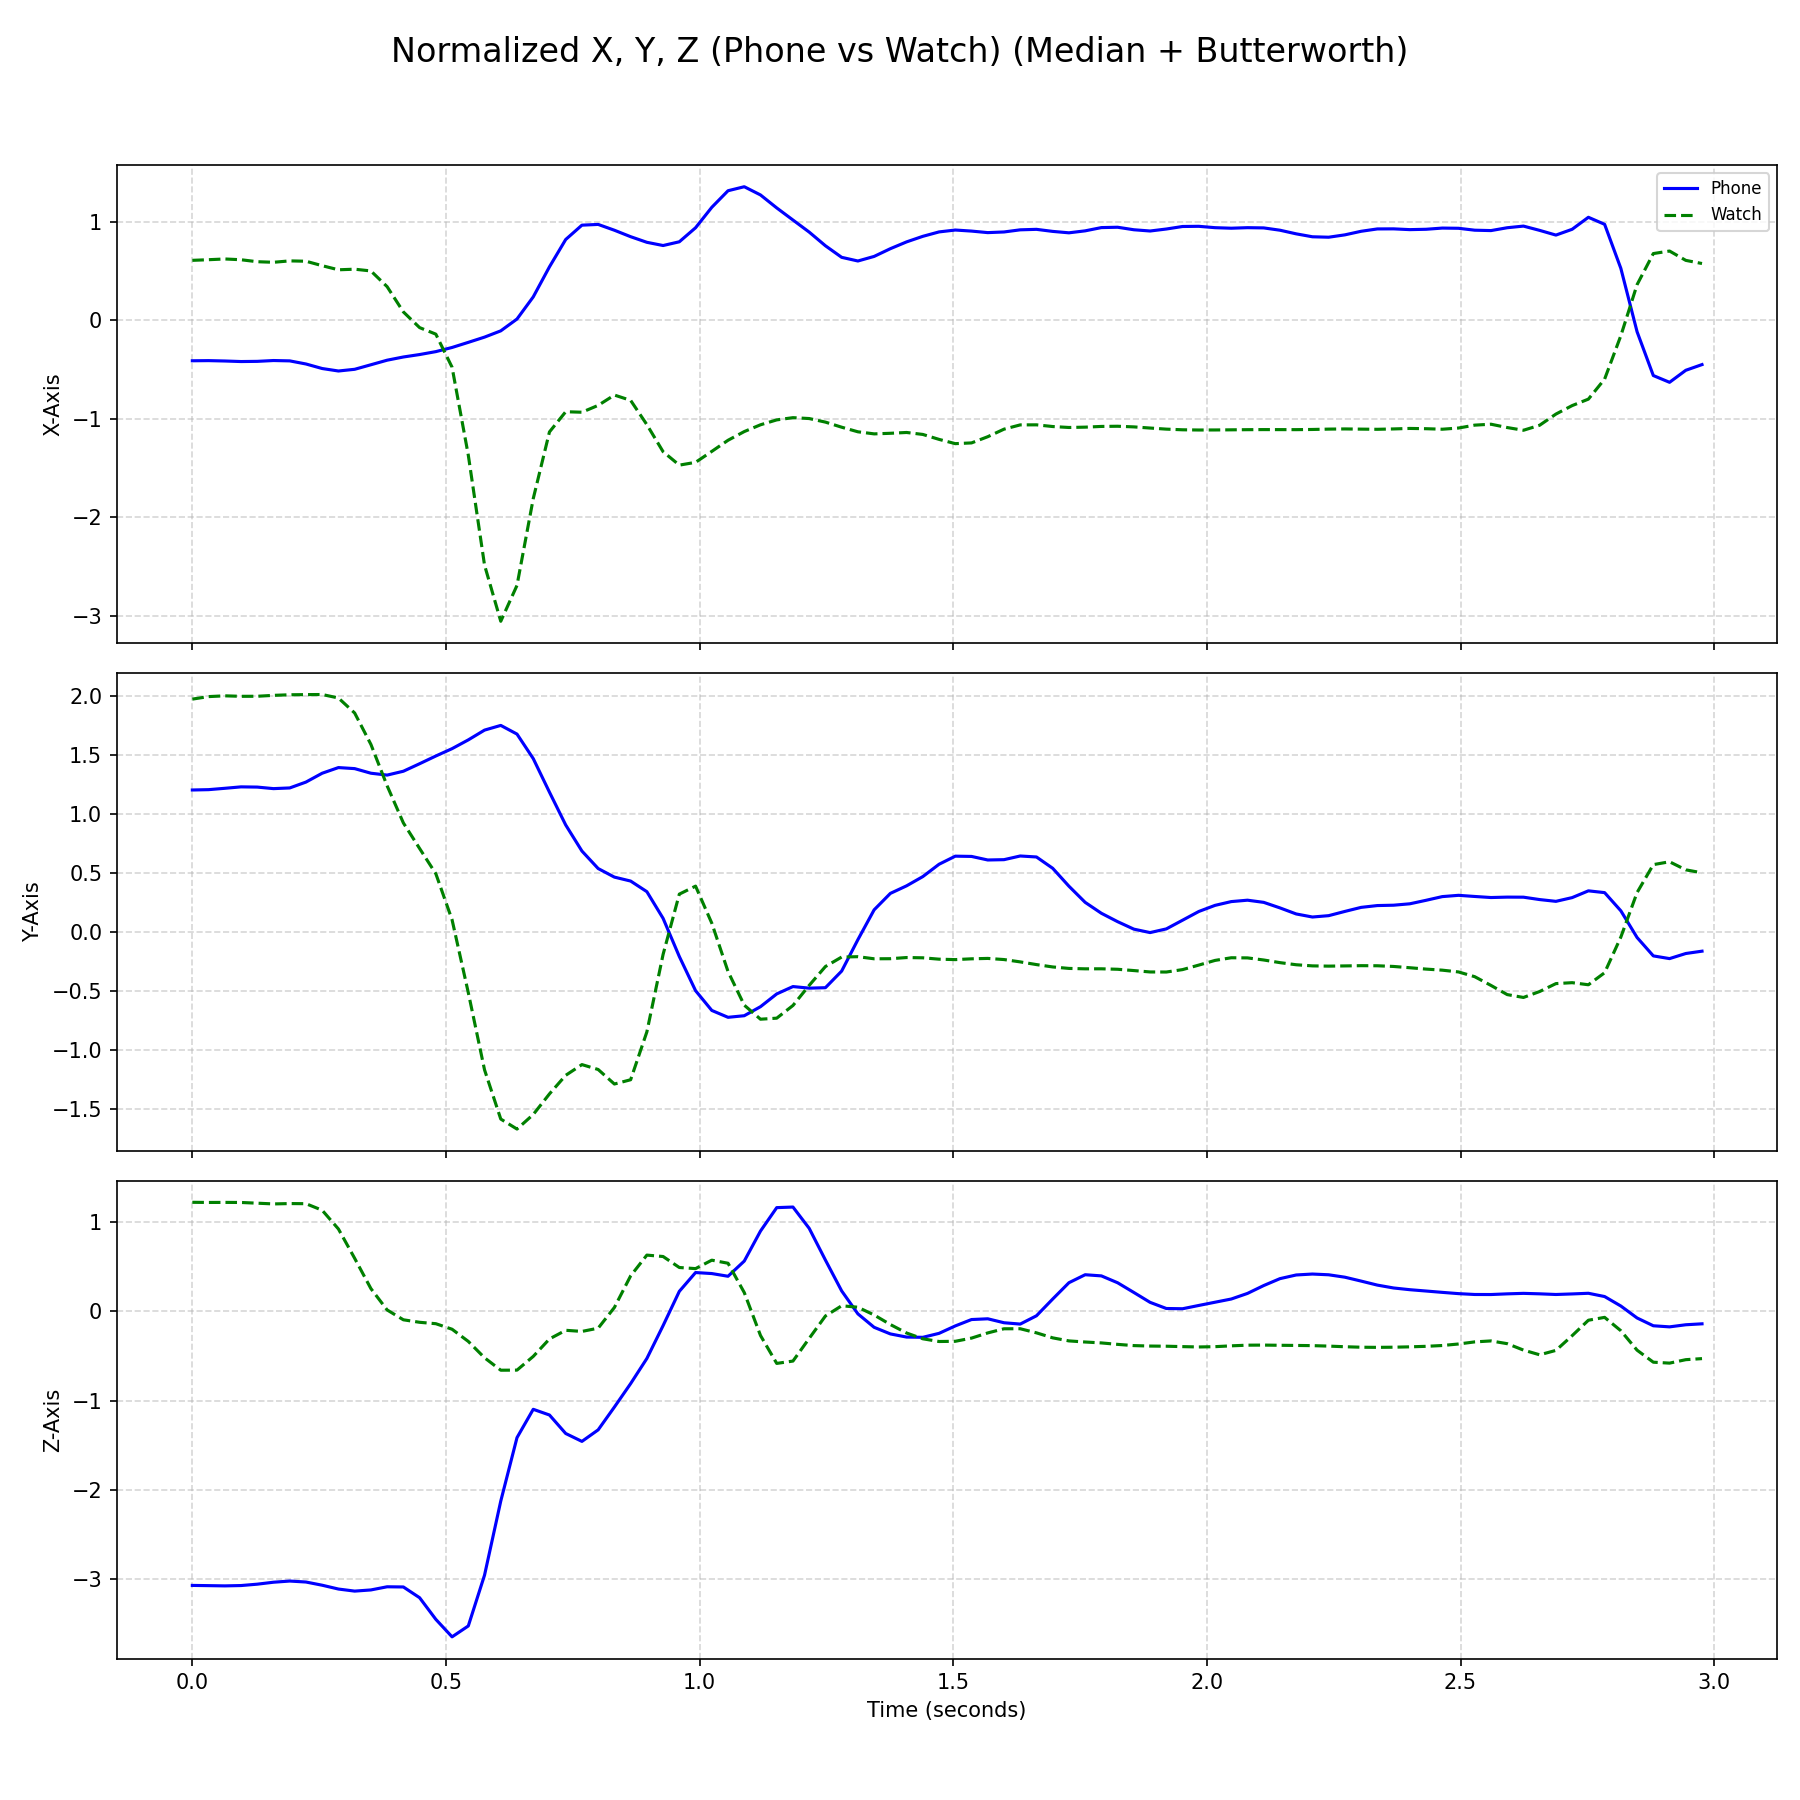 Normalized X, Y, Z (Phone vs Watch) (Median + Butterworth)
Phone
Watch
X-Axis
1
0
−1
−2
−3
Y-Axis
2.0
1.5
1.0
0.5
0.0
−0.5
−1.0
−1.5
Z-Axis
1
0
−1
−2
−3
0.0 0.5 1.0 1.5 2.0 2.5 3.0
Time (seconds)